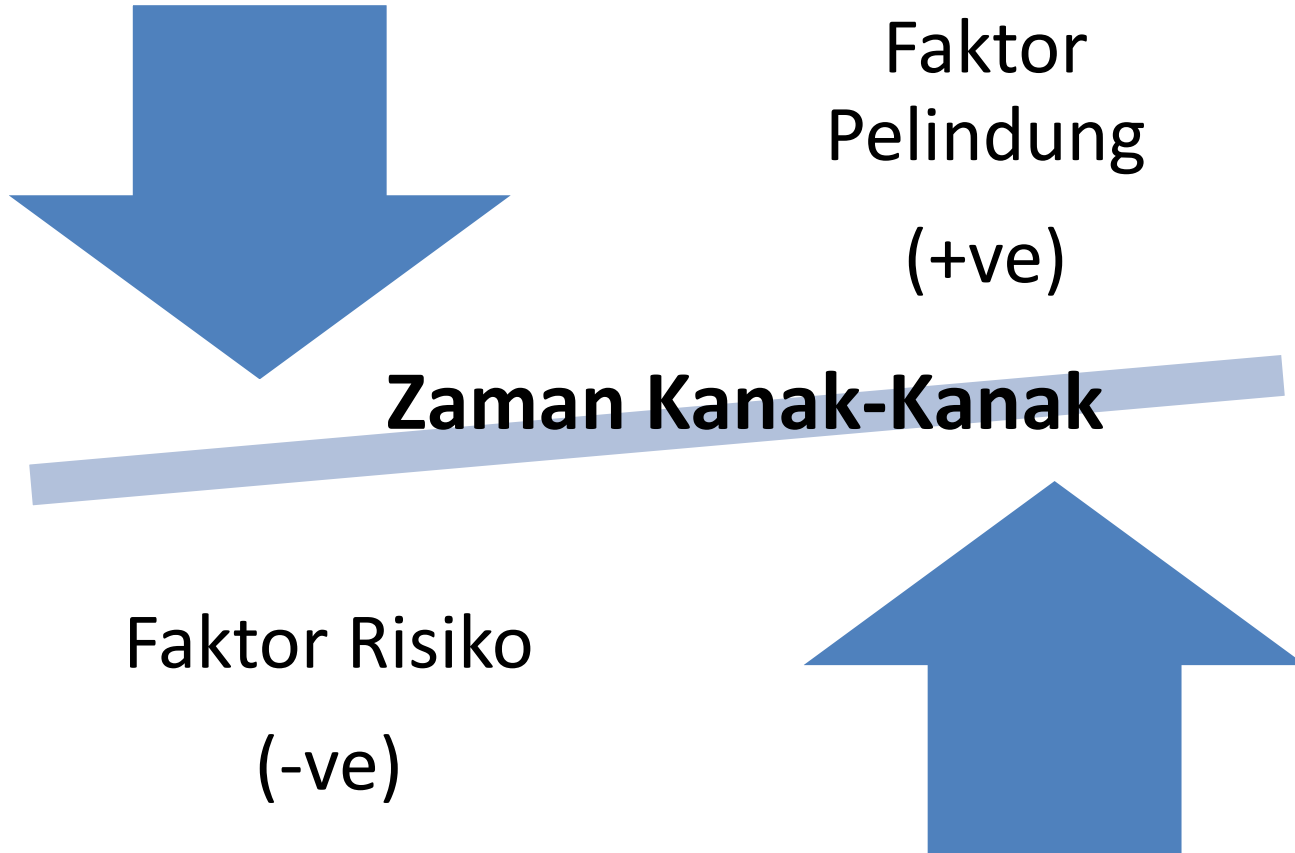 Faktor
Pelindung
(+ve)
Zaman Kanak-Kanak
Faktor Risiko
(-ve)